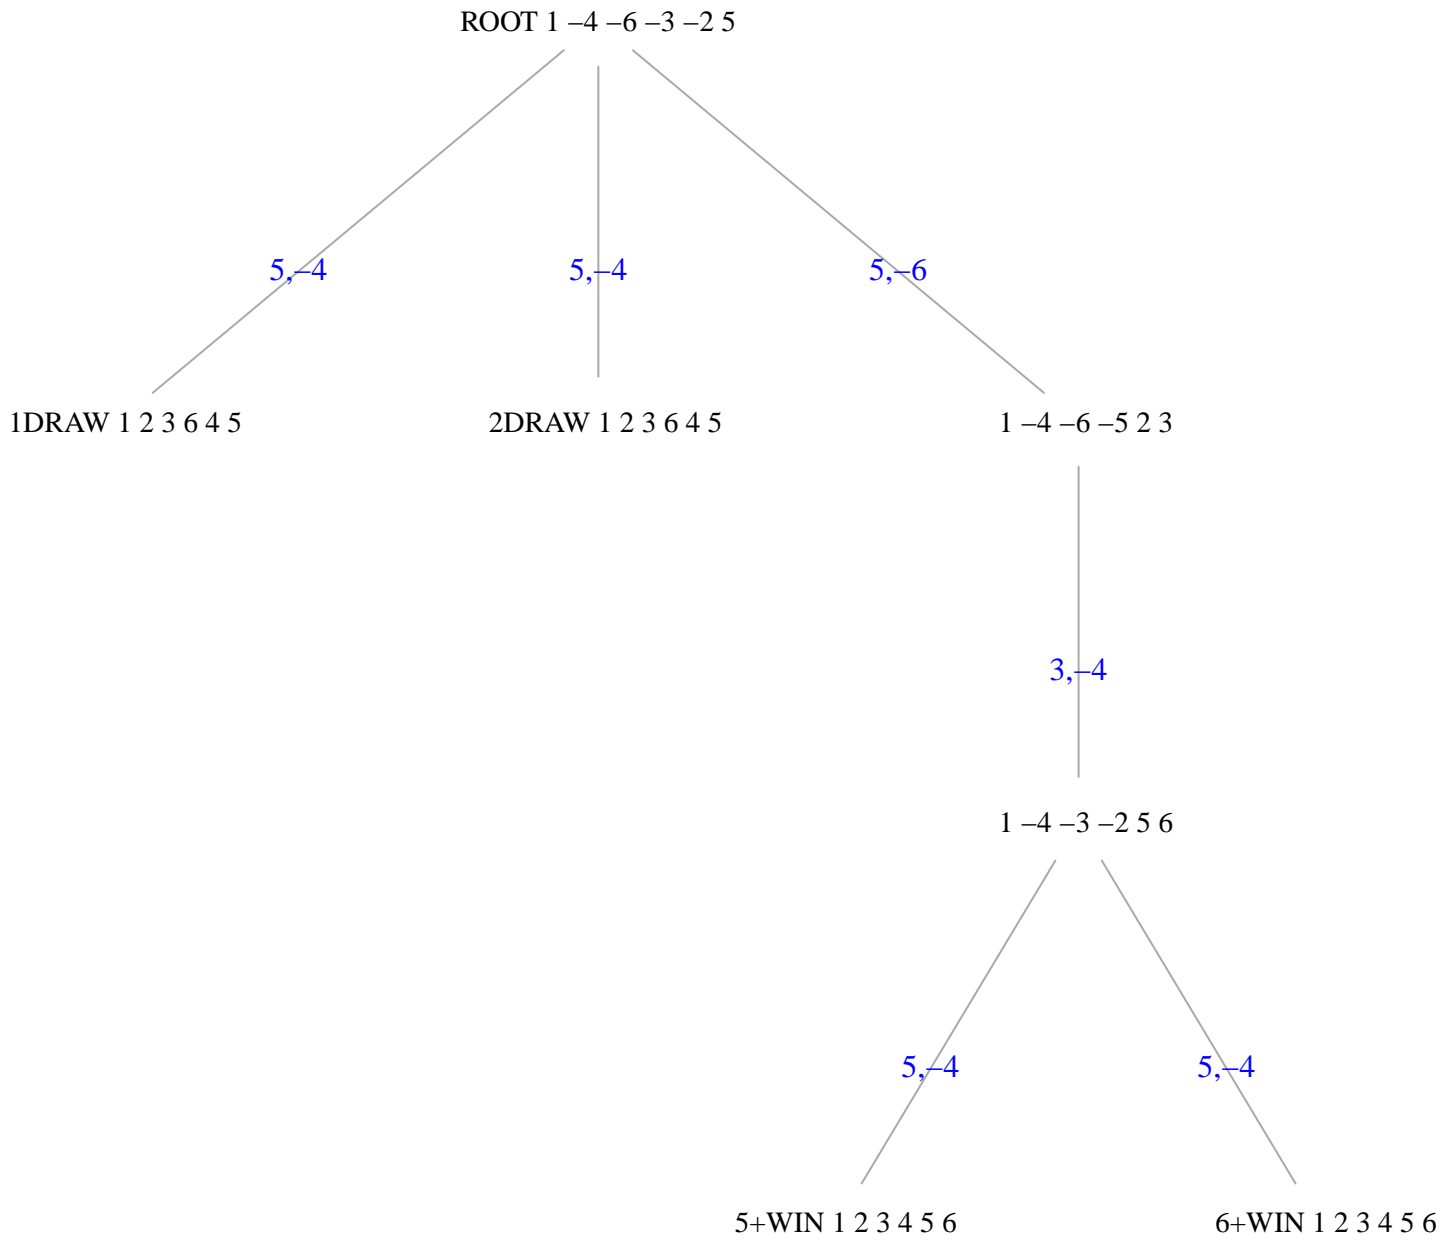 ROOT 1 –4 –6 –3 –2 5
5,–4
5,–4
5,–6
1DRAW 1 2 3 6 4 5
2DRAW 1 2 3 6 4 5
1 –4 –6 –5 2 3
3,–4
1 –4 –3 –2 5 6
5,–4
5,–4
5+WIN 1 2 3 4 5 6
6+WIN 1 2 3 4 5 6